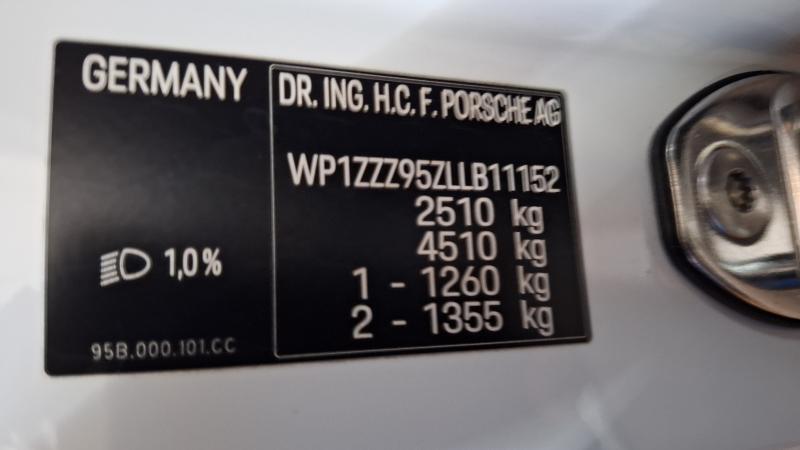 GERMANY
DR. ING. H.C. F. PORSCHE AG
WP1ZZZ95ZLLB11152
2510 kg
4510 kg
1 - 1260 kg
2 - 1355 kg
1,0%
95B.000.101.CC